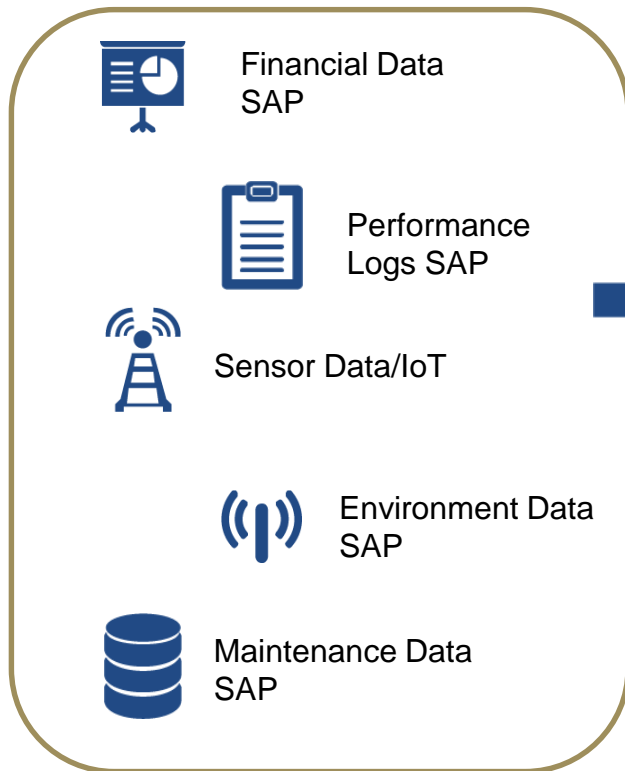 Financial Data
SAP
Performance
Logs SAP
Sensor Data/IoT
Environment Data
SAP
Maintenance Data
SAP